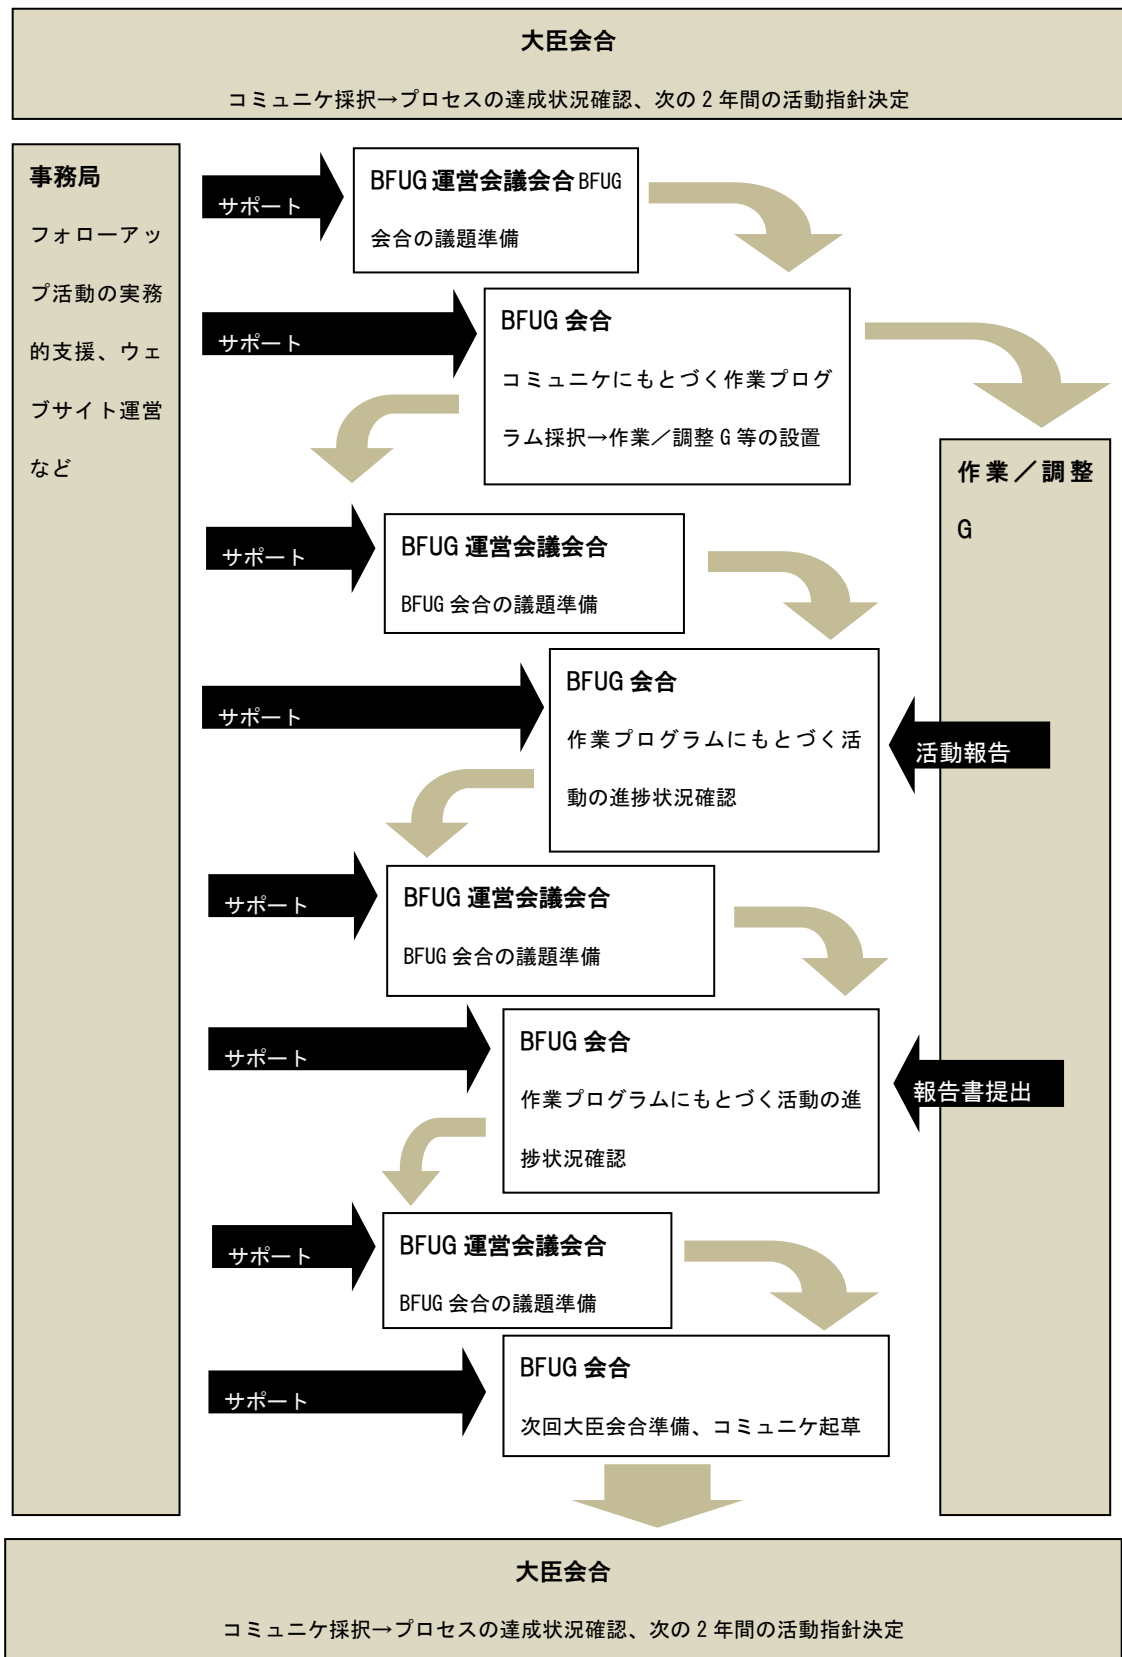 大臣会合
コミュニケ採択→プロセスの達成状況確認、次の2年間の活動指針決定
事務局
フォローアッ
プ活動の実務
的支援、ウェ
ブサイト運営
など
サポート
BFUG 運営会議会合 BFUG
会合の議題準備
サポート
BFUG 会合
コミュニケにもとづく作業プログ
ラム採択→作業／調整 G 等の設置
作業／調整
G
サポート
BFUG 運営会議会合
BFUG 会合の議題準備
サポート
BFUG 会合
作業プログラムにもとづく活
動の進捗状況確認
活動報告
サポート
BFUG 運営会議会合
BFUG 会合の議題準備
サポート
BFUG 会合
作業プログラムにもとづく活動の進
捗状況確認
報告書提出
サポート
BFUG 運営会議会合
BFUG 会合の議題準備
サポート
BFUG 会合
次回大臣会合準備、コミュニケ起草
大臣会合
コミュニケ採択→プロセスの達成状況確認、次の2年間の活動指針決定